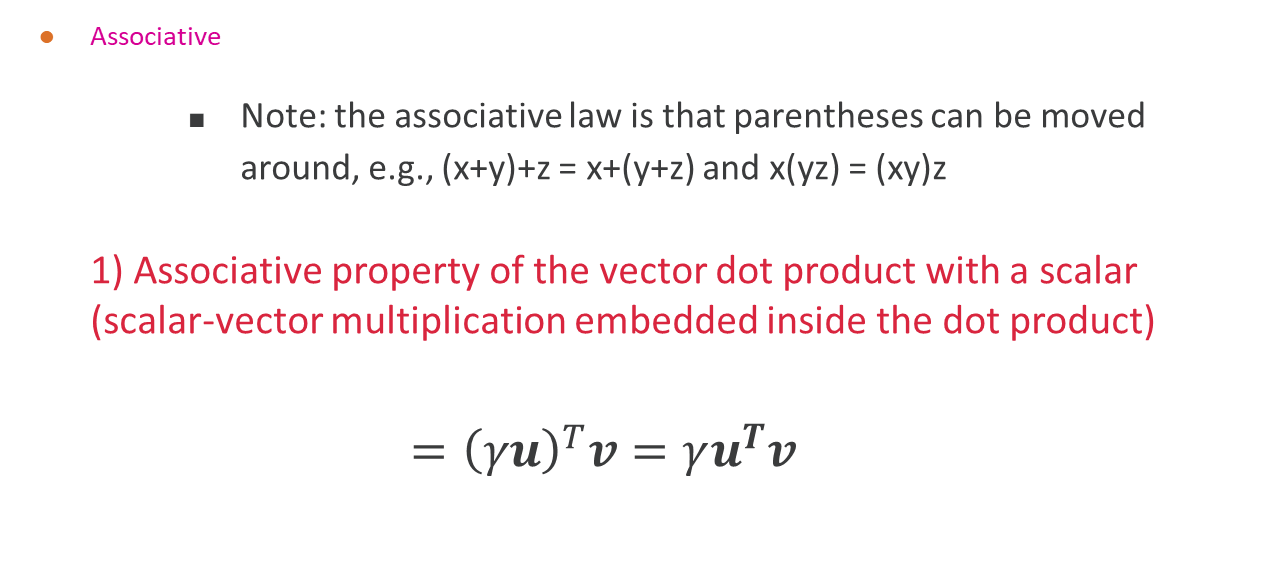 • Associative
▪ Note: the associative law is that parentheses can be moved
around, e.g., (x+y)+z = x+(y+z) and x(yz) = (xy)z
1) Associative property of the vector dot product with a scalar
(scalar-vector multiplication embedded inside the dot product)
= (γu)ᵀv = γuᵀv